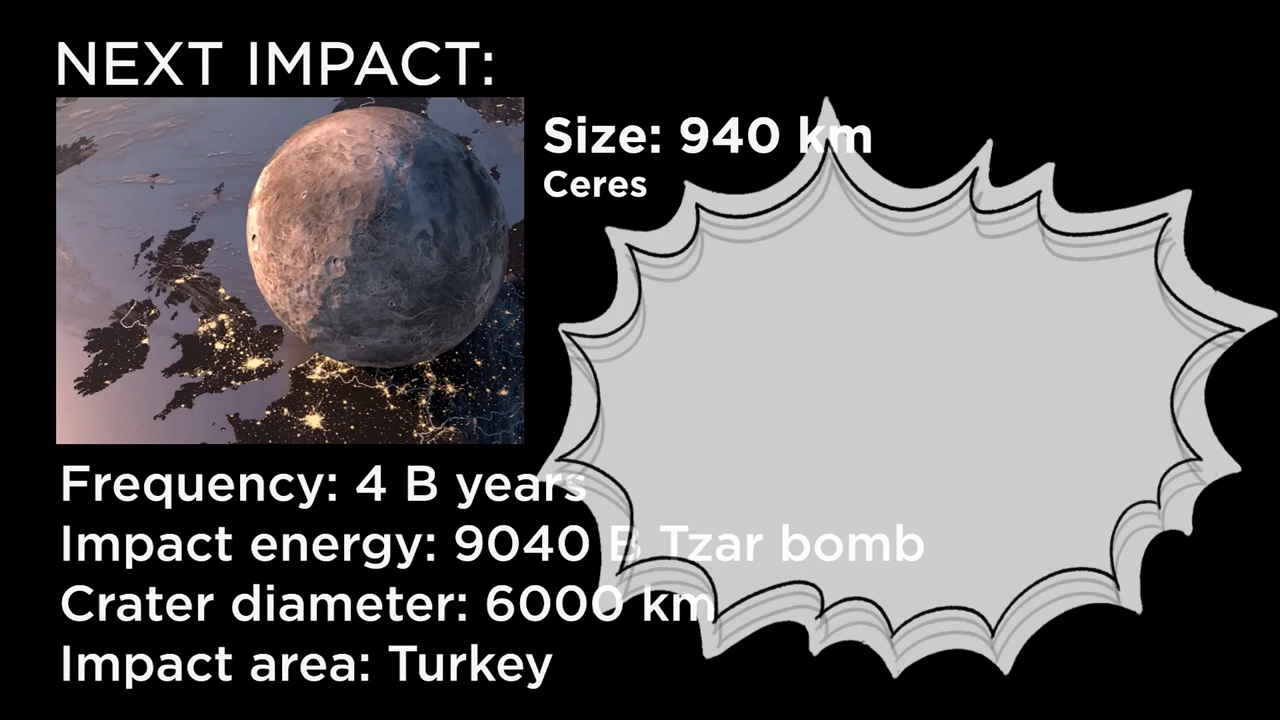 NEXT IMPACT:
Size: 940 km
Ceres
Frequency: 4 B years
Impact energy: 9040 B Tzar bomb
Crater diameter: 6000 km
Impact area: Turkey